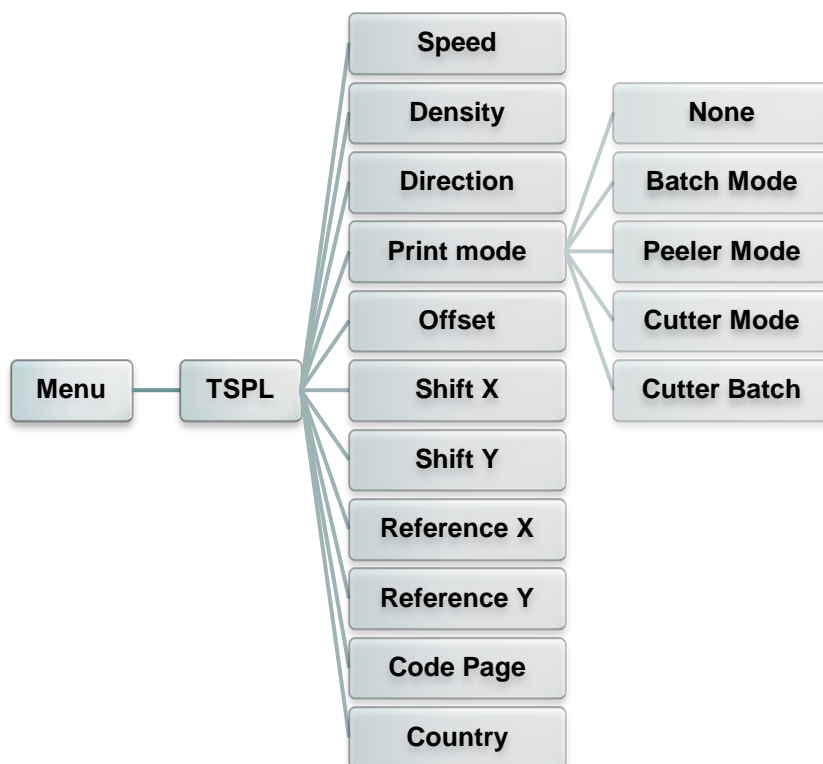 Menu
TSPL
Speed
Density
Direction
Print mode
Offset
Shift X
Shift Y
Reference X
Reference Y
Code Page
Country
None
Batch Mode
Peeler Mode
Cutter Mode
Cutter Batch